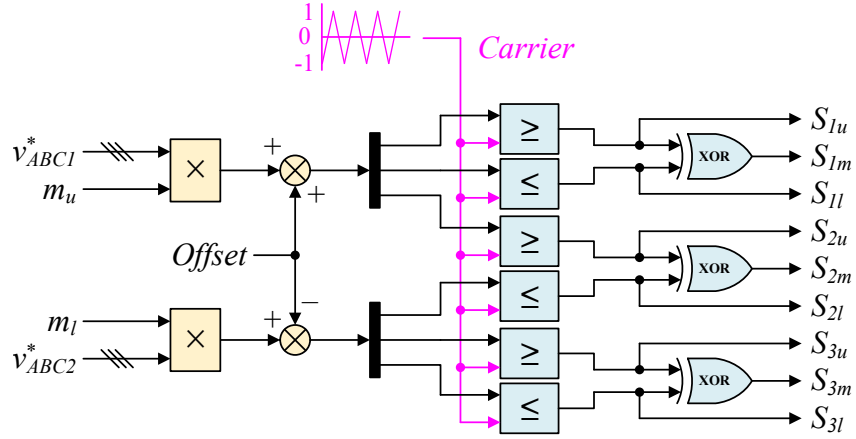 1
0
-1
Carrier
v*ABC1
mu
×
+
+
Offset
−
+
ml
v*ABC2
×
≥
≤
≥
≤
≥
≤
XOR
XOR
XOR
S1u
S1m
S1l
S2u
S2m
S2l
S3u
S3m
S3l